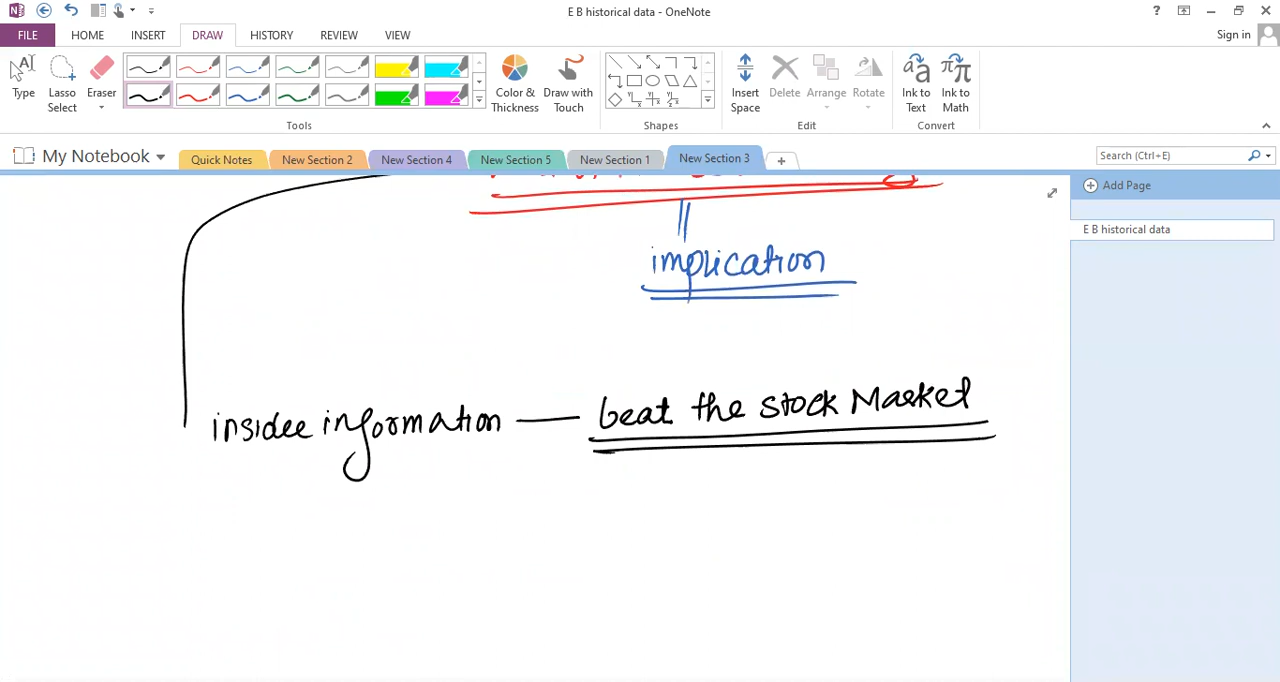 E B historical data - OneNote
?
Sign in
FILE HOME INSERT DRAW HISTORY REVIEW VIEW
Type
Lasso Select
Eraser
Color & Thickness
Draw with Touch
Insert Space
Delete
Arrange
Rotate
Ink to Text
Ink to Math
Tools
Shapes
Edit
Convert
My Notebook
Quick Notes
New Section 2
New Section 4
New Section 5
New Section 1
New Section 3
Search (Ctrl+E)
Add Page
E B historical data
implication
insider information — beat the stock Market